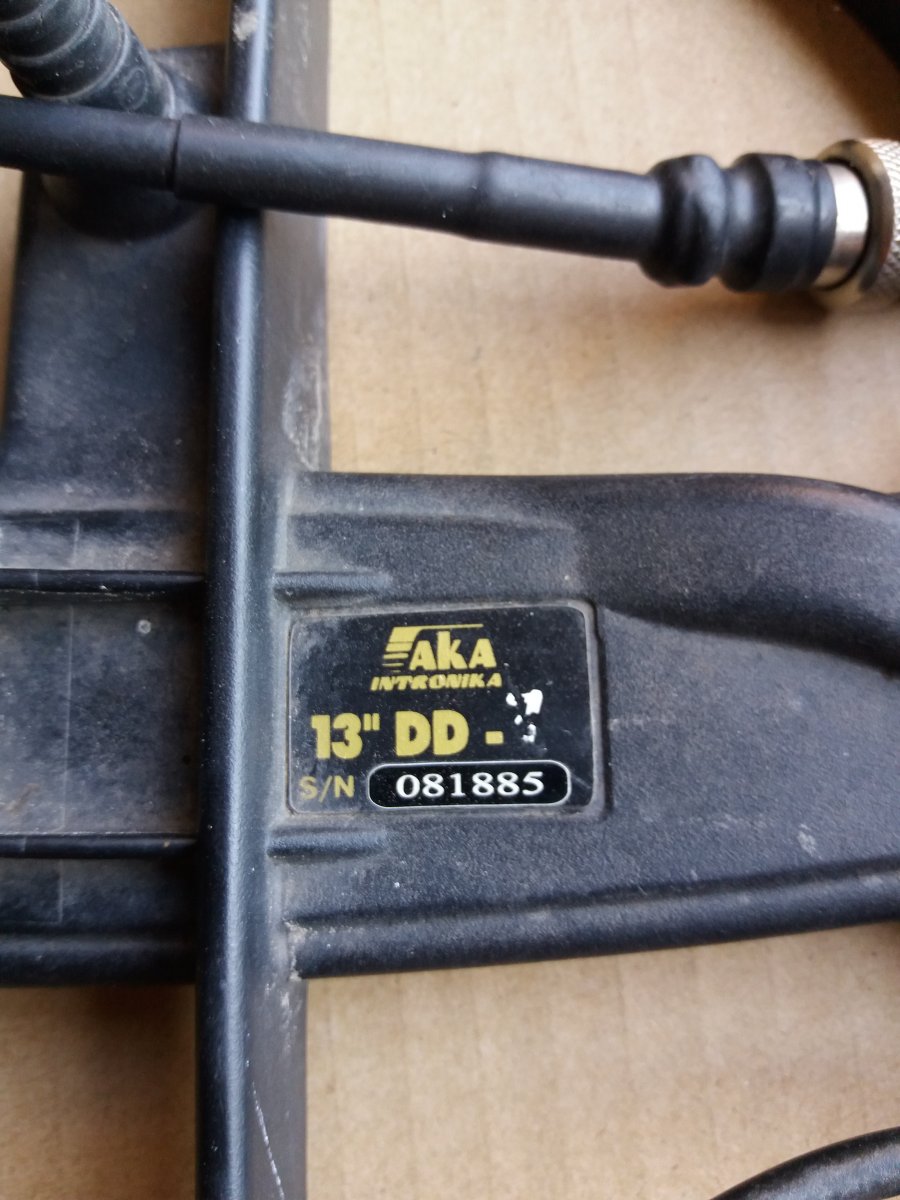 AKA
INTRONIKA
13" DD -
S/N 081885